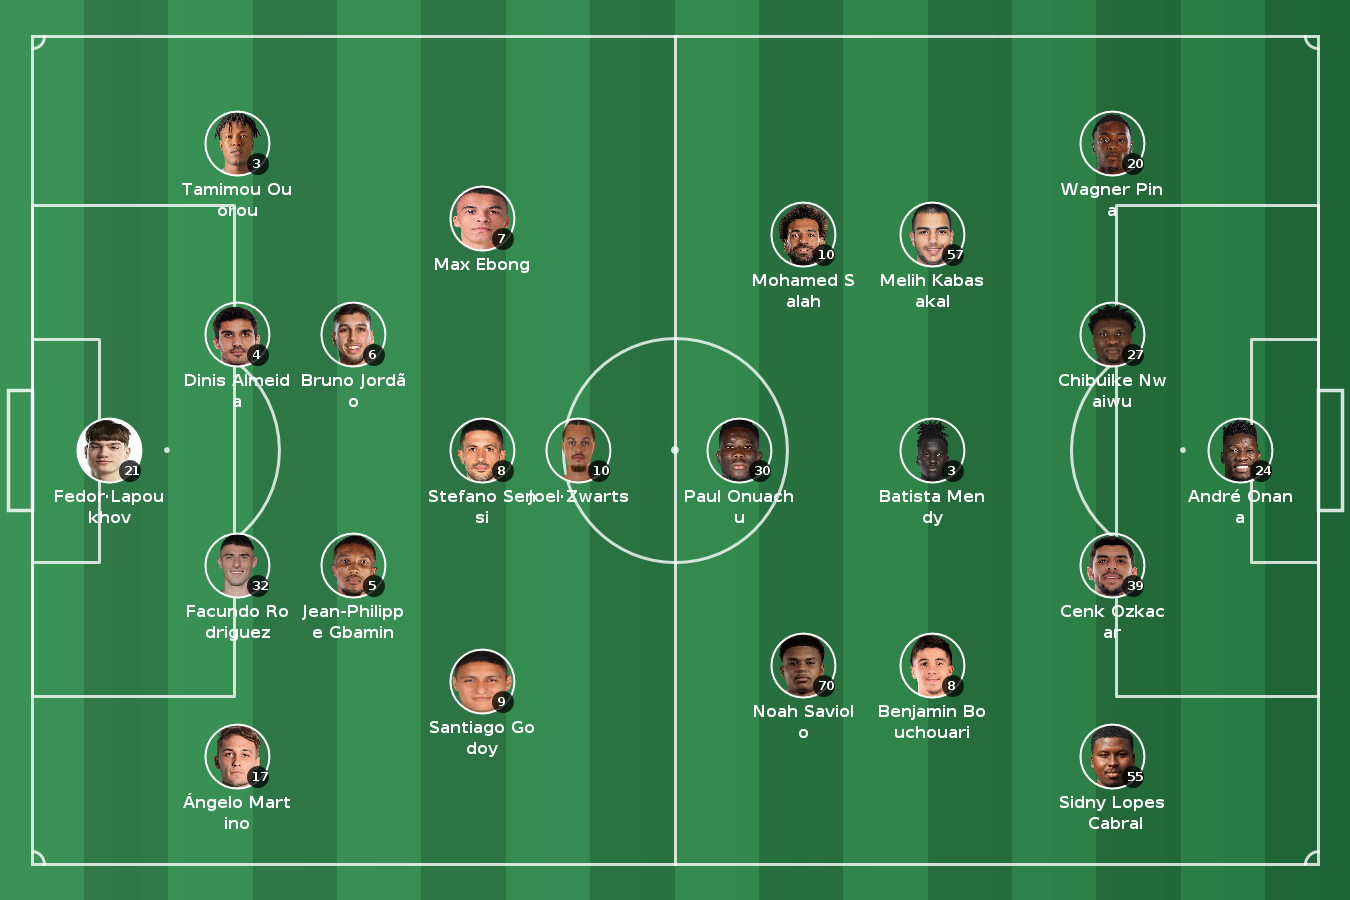 3
Tamimou Ou
orou
20
Wagner Pin
a
7
Max Ebong
10
Mohamed S
alah
57
Melih Kabas
akal
4
Dinis Almeid
a
6
Bruno Jordã
o
27
Chibuike Nw
aiwu
21
Fedor·Lapou
khov
8
Stefano Sen
si
10
Joel·Zwarts
30
Paul Onuach
u
3
Batista Men
dy
24
André Onan
a
32
Facundo Ro
driguez
5
Jean-Philipp
e Gbamin
39
Cenk Ozkac
ar
9
Santiago Go
doy
70
Noah Saviol
o
8
Benjamin Bo
uchouari
17
Ángelo Mart
ino
55
Sidny Lopes
Cabral